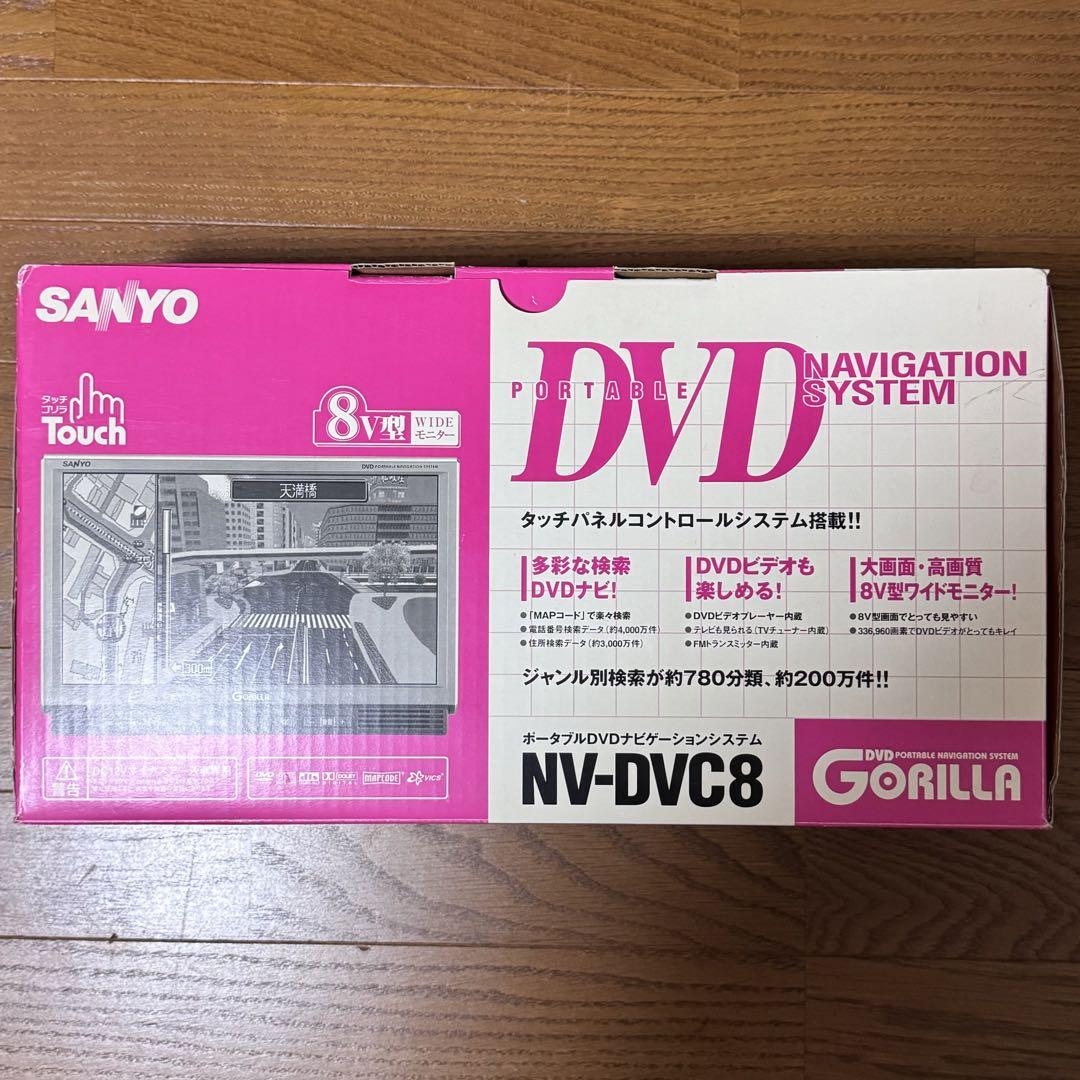 SANYO
タッチ
ゴリラ
Touch
8V型 WIDE
モニター
SANYO
DVD PORTABLE NAVIGATION SYSTEM
天満橋
300m
GORILLA
警告
DVD
dts
DOLBY
DIGITAL
MAPCODE
VICS
PORTABLE DVD NAVIGATION
SYSTEM
タッチパネルコントロールシステム搭載!!
多彩な検索
DVDナビ!
●「MAPコード」で楽々検索
●電話番号検索データ(約4,000万件)
●住所検索データ(約3,000万件)
DVDビデオも
楽しめる!
●DVDビデオプレーヤー内蔵
●テレビも見られる(TVチューナー内蔵)
●FMトランスミッター内蔵
大画面・高画質
8V型ワイドモニター!
●8V型画面でとっても見やすい
●336,960画素でDVDビデオがとってもキレイ
ジャンル別検索が約780分類、約200万件!!
ポータブルDVDナビゲーションシステム
NV-DVC8
DVD PORTABLE NAVIGATION SYSTEM
GORILLA